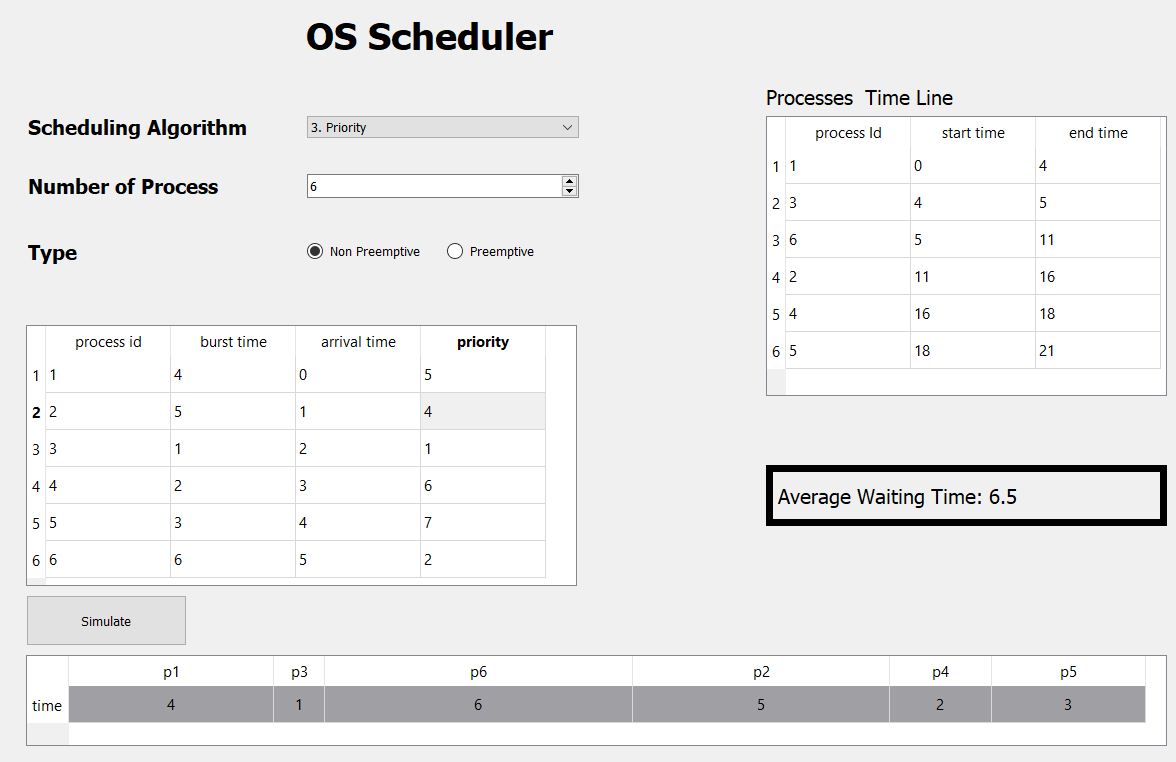 OS Scheduler
Scheduling Algorithm 3. Priority
Number of Process 6
Type Non Preemptive Preemptive
process id burst time arrival time priority
1 1 4 0 5
2 2 5 1 4
3 3 1 2 1
4 4 2 3 6
5 5 3 4 7
6 6 6 5 2
Simulate
Processes Time Line
process Id start time end time
1 1 0 4
2 3 4 5
3 6 5 11
4 2 11 16
5 4 16 18
6 5 18 21
Average Waiting Time: 6.5
p1 p3 p6 p2 p4 p5
time 4 1 6 5 2 3